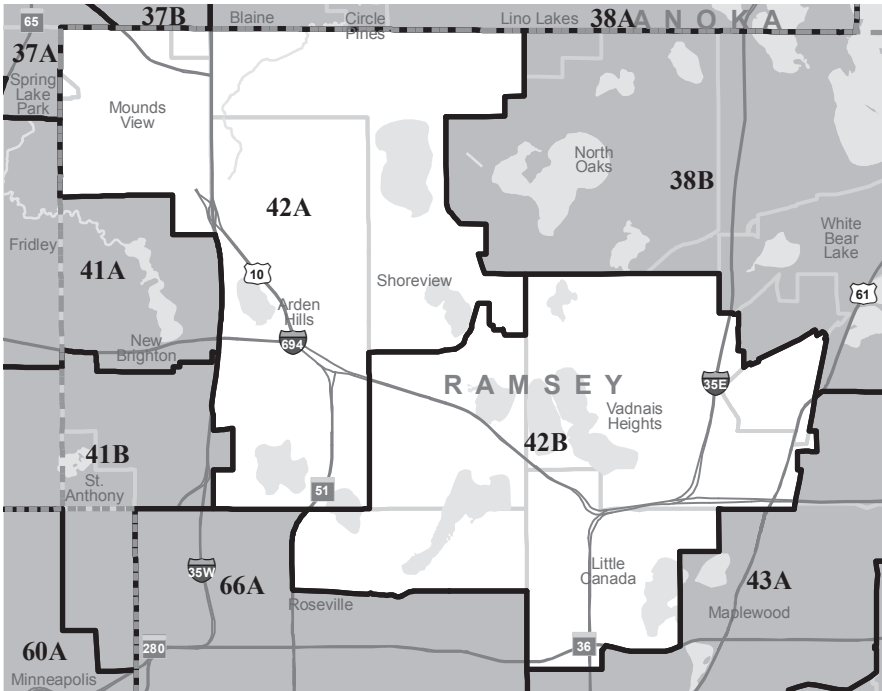 65
37B
Blaine
Circle
Pines
Lino Lakes
38A
ANOKA
37A
Spring
Lake
Park
Mounds
View
North
Oaks
38B
42A
White
Bear
Lake
Fridley
41A
10
Shoreview
61
Arden
Hills
New
Brighton
694
RAMSEY
35E
Vadnais
Heights
42B
41B
St.
Anthony
51
35W
66A
Little
Canada
43A
Roseville
Maplewood
60A
280
36
Minneapolis